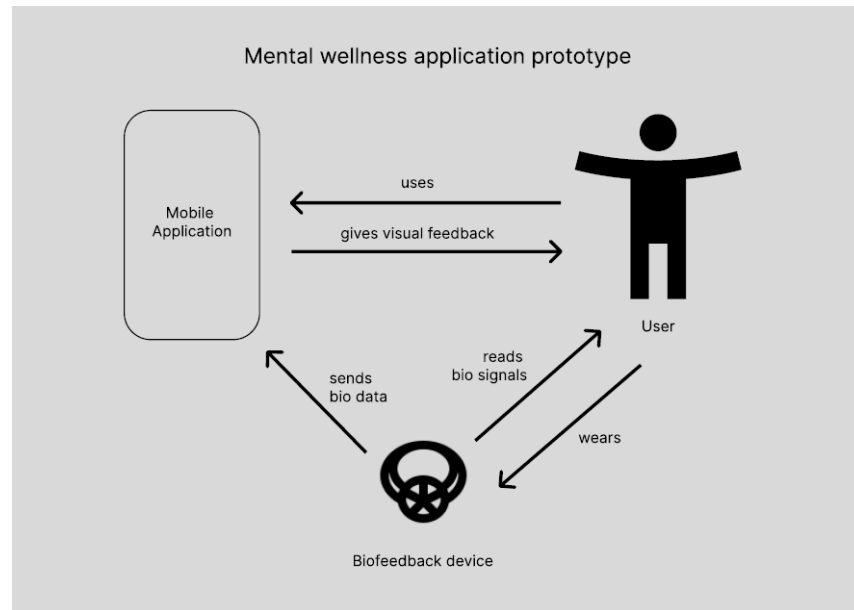 Mental wellness application prototype
Mobile
Application
uses
gives visual feedback
User
sends
bio data
reads
bio signals
wears
Biofeedback device